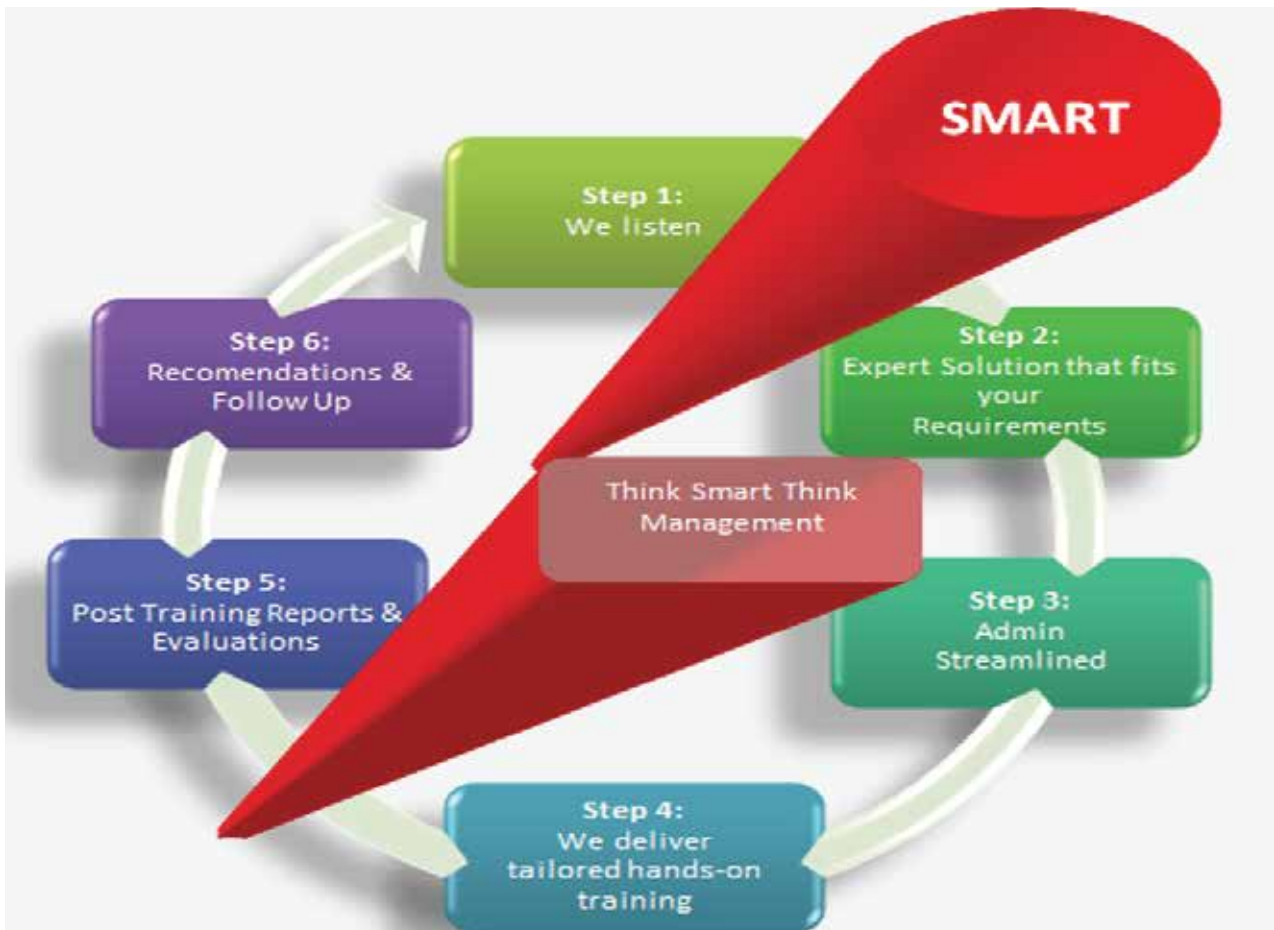 SMART
Step 1:
We listen
Step 2:
Expert Solution that fits
your
Requirements
Think Smart Think
Management
Step 3:
Admin
Streamlined
Step 4:
We deliver
tailored hands-on
training
Step 5:
Post Training Reports &
Evaluations
Step 6:
Recomendations &
Follow Up